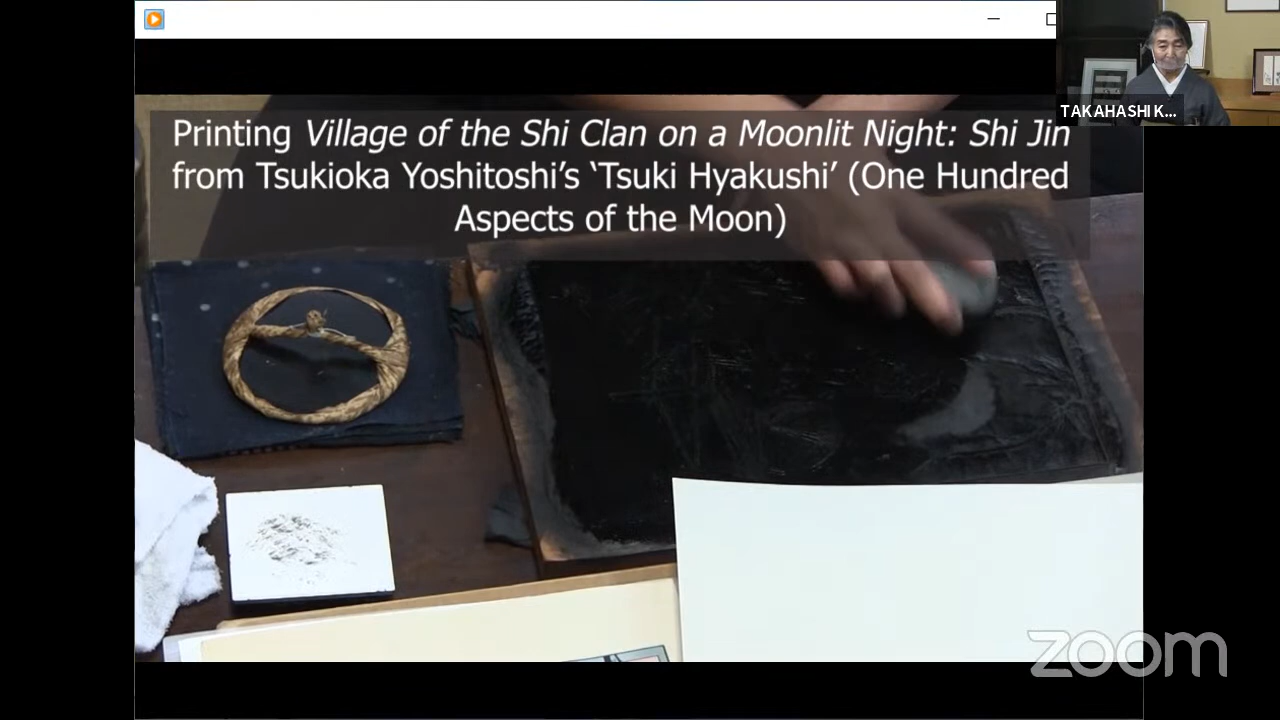 TAKAHASHI K...
Printing Village of the Shi Clan on a Moonlit Night: Shi Jin
from Tsukioka Yoshitoshi’s ‘Tsuki Hyakushi’ (One Hundred
Aspects of the Moon)
zoom